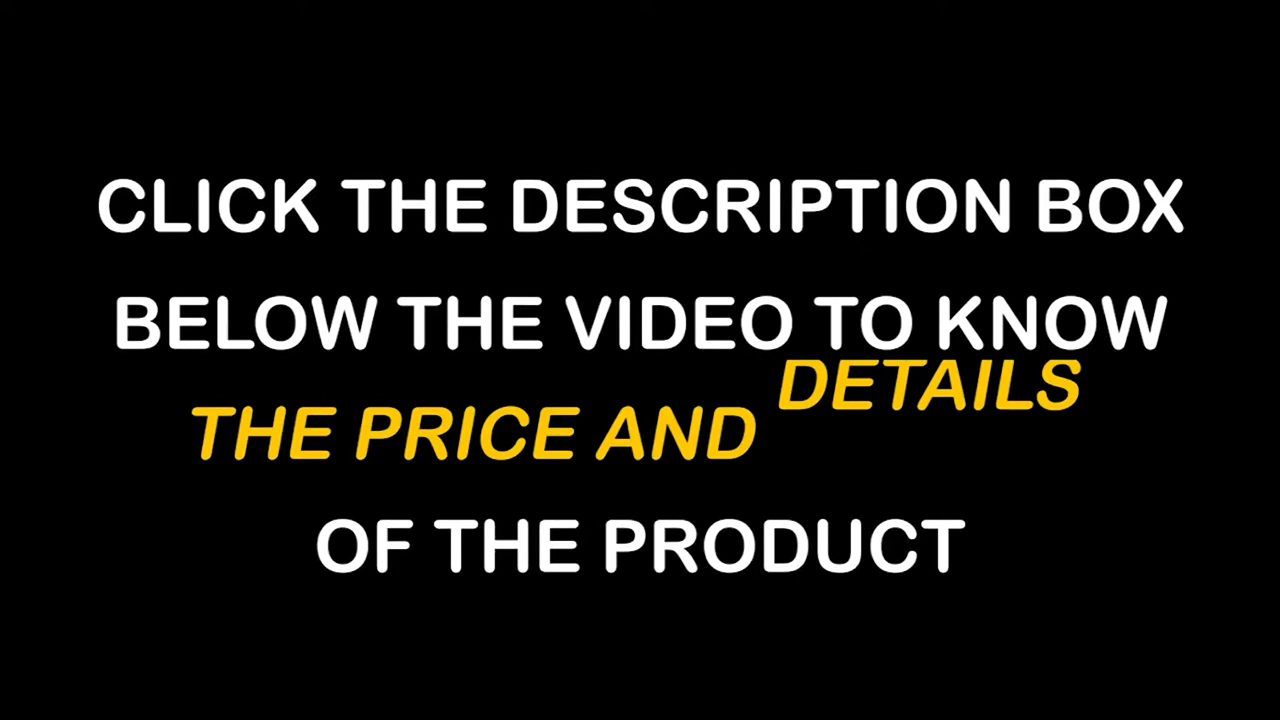 CLICK THE DESCRIPTION BOX
BELOW THE VIDEO TO KNOW
THE PRICE AND DETAILS
OF THE PRODUCT